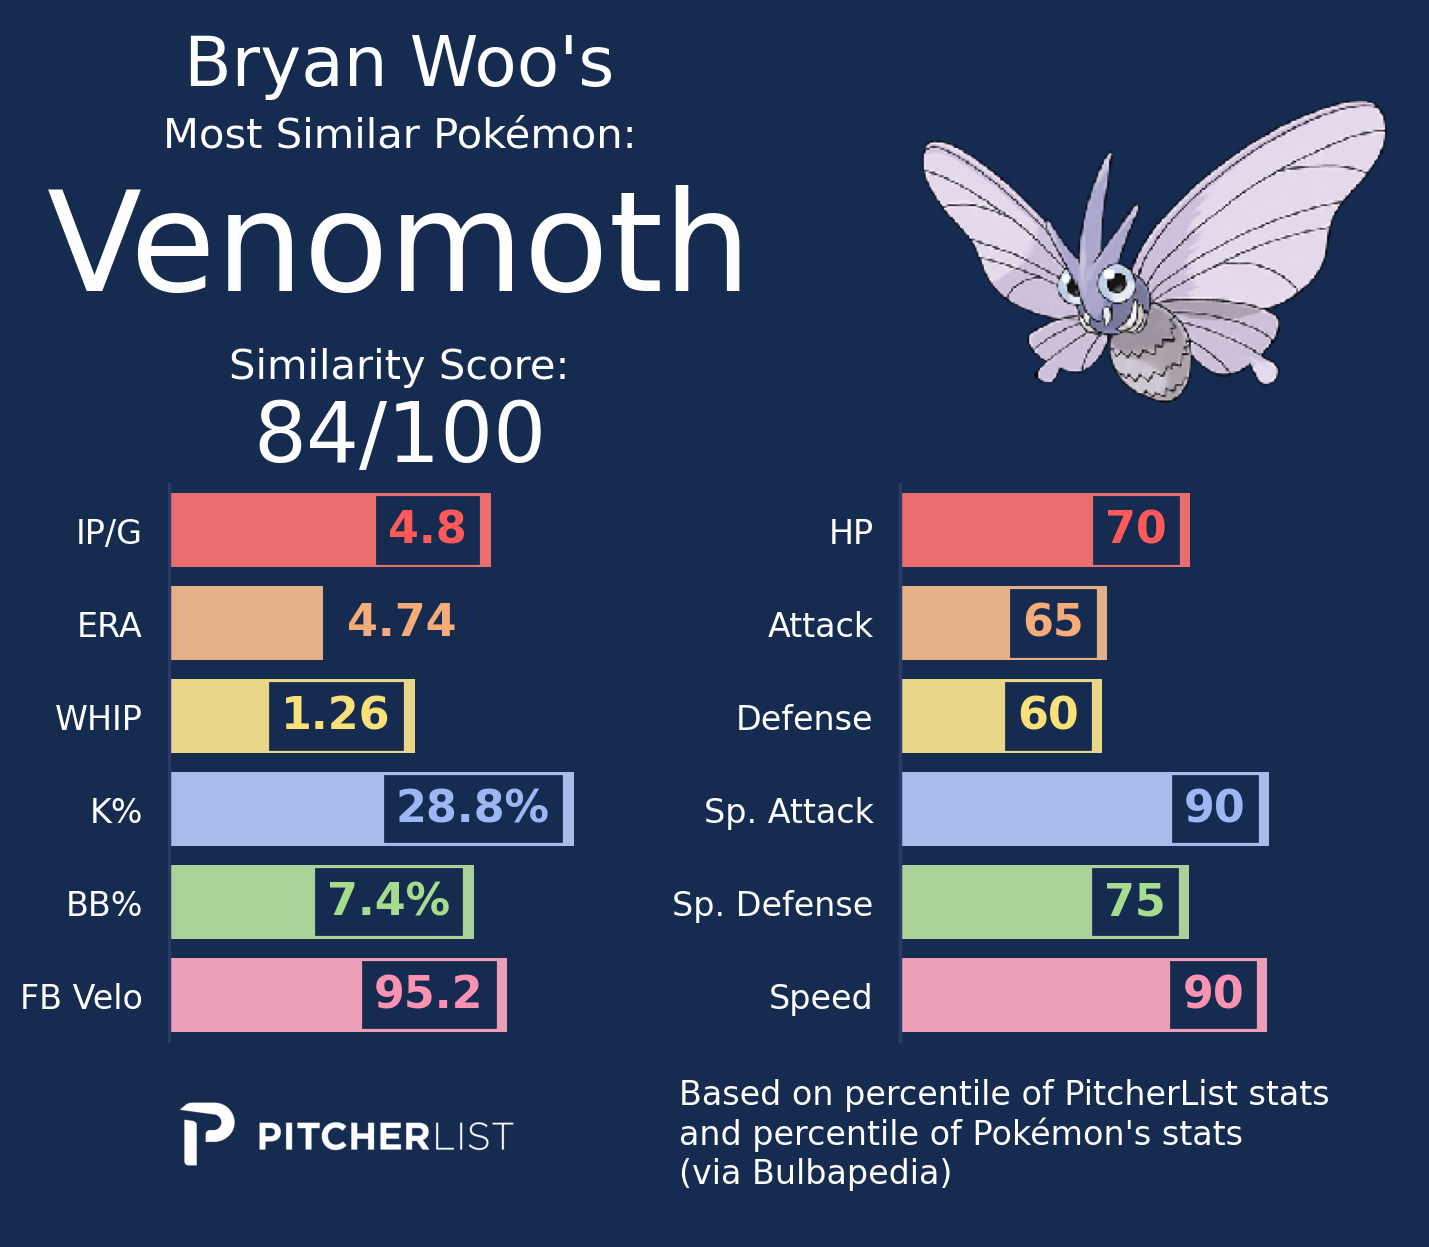 Bryan Woo's
Most Similar Pokémon:
Venomoth
Similarity Score:
84/100
IP/G 4.8
ERA 4.74
WHIP 1.26
K% 28.8%
BB% 7.4%
FB Velo 95.2
HP 70
Attack 65
Defense 60
Sp. Attack 90
Sp. Defense 75
Speed 90
PITCHERLIST
Based on percentile of PitcherList stats
and percentile of Pokémon's stats
(via Bulbapedia)